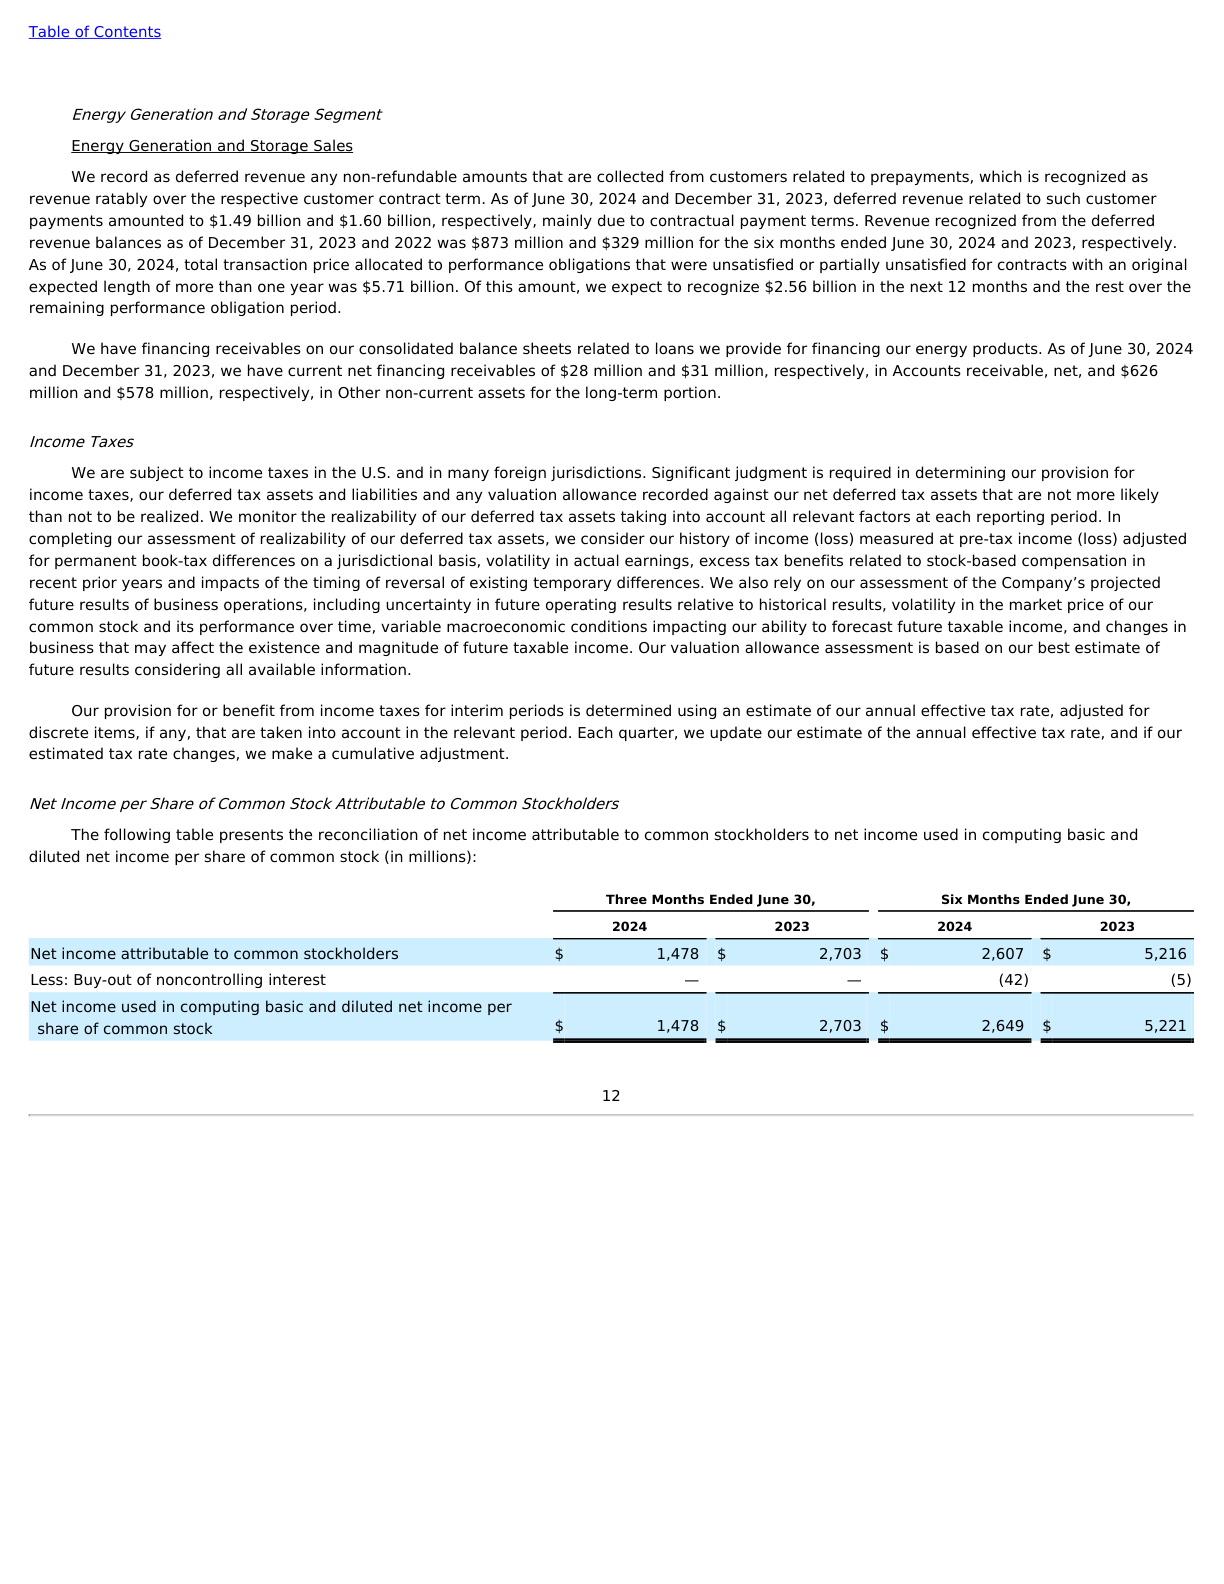 Table of Contents
Energy Generation and Storage Segment
Energy Generation and Storage Sales
We record as deferred revenue any non-refundable amounts that are collected from customers related to prepayments, which is recognized as
revenue ratably over the respective customer contract term. As of June 30, 2024 and December 31, 2023, deferred revenue related to such customer
payments amounted to $1.49 billion and $1.60 billion, respectively, mainly due to contractual payment terms. Revenue recognized from the deferred
revenue balances as of December 31, 2023 and 2022 was $873 million and $329 million for the six months ended June 30, 2024 and 2023, respectively.
As of June 30, 2024, total transaction price allocated to performance obligations that were unsatisfied or partially unsatisfied for contracts with an original
expected length of more than one year was $5.71 billion. Of this amount, we expect to recognize $2.56 billion in the next 12 months and the rest over the
remaining performance obligation period.
We have financing receivables on our consolidated balance sheets related to loans we provide for financing our energy products. As of June 30, 2024
and December 31, 2023, we have current net financing receivables of $28 million and $31 million, respectively, in Accounts receivable, net, and $626
million and $578 million, respectively, in Other non-current assets for the long-term portion.
Income Taxes
We are subject to income taxes in the U.S. and in many foreign jurisdictions. Significant judgment is required in determining our provision for
income taxes, our deferred tax assets and liabilities and any valuation allowance recorded against our net deferred tax assets that are not more likely
than not to be realized. We monitor the realizability of our deferred tax assets taking into account all relevant factors at each reporting period. In
completing our assessment of realizability of our deferred tax assets, we consider our history of income (loss) measured at pre-tax income (loss) adjusted
for permanent book-tax differences on a jurisdictional basis, volatility in actual earnings, excess tax benefits related to stock-based compensation in
recent prior years and impacts of the timing of reversal of existing temporary differences. We also rely on our assessment of the Company’s projected
future results of business operations, including uncertainty in future operating results relative to historical results, volatility in the market price of our
common stock and its performance over time, variable macroeconomic conditions impacting our ability to forecast future taxable income, and changes in
business that may affect the existence and magnitude of future taxable income. Our valuation allowance assessment is based on our best estimate of
future results considering all available information.
Our provision for or benefit from income taxes for interim periods is determined using an estimate of our annual effective tax rate, adjusted for
discrete items, if any, that are taken into account in the relevant period. Each quarter, we update our estimate of the annual effective tax rate, and if our
estimated tax rate changes, we make a cumulative adjustment.
Net Income per Share of Common Stock Attributable to Common Stockholders
The following table presents the reconciliation of net income attributable to common stockholders to net income used in computing basic and
diluted net income per share of common stock (in millions):
Three Months Ended June 30, Six Months Ended June 30,
2024 2023 2024 2023
Net income attributable to common stockholders $ 1,478 $ 2,703 $ 2,607 $ 5,216
Less: Buy-out of noncontrolling interest — — (42) (5)
Net income used in computing basic and diluted net income per
share of common stock $ 1,478 $ 2,703 $ 2,649 $ 5,221
12